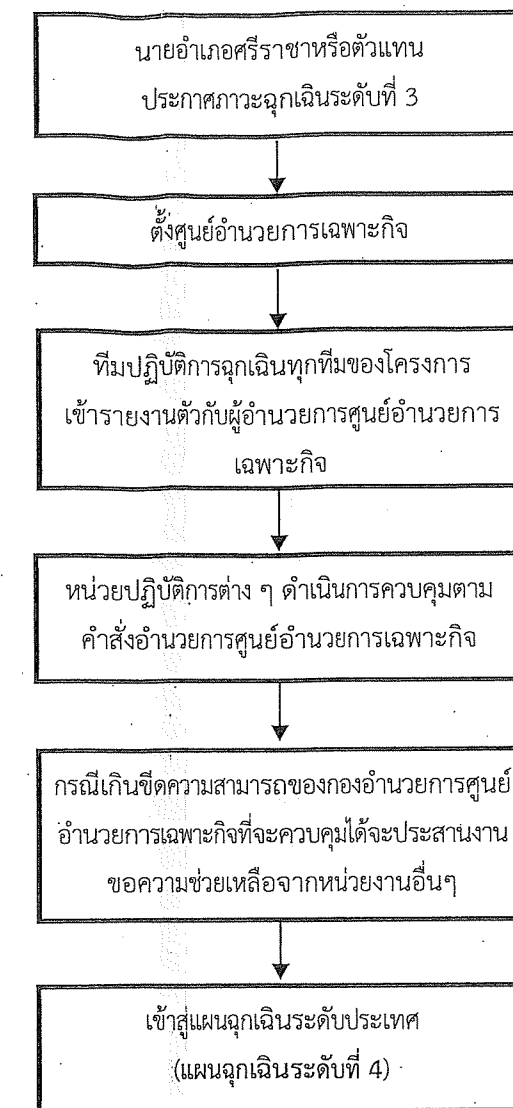 นายอำเภอศรีราชาหรือตัวแทน
ประกาศภาวะฉุกเฉินระดับที่ 3
ตั้งศูนย์อำนวยการเฉพาะกิจ
ทีมปฏิบัติการฉุกเฉินทุกทีมของโครงการ
เข้ารายงานตัวกับผู้อำนวยการศูนย์อำนวยการ
เฉพาะกิจ
หน่วยปฏิบัติการต่าง ๆ ดำเนินการควบคุมตาม
คำสั่งอำนวยการศูนย์อำนวยการเฉพาะกิจ
กรณีเกินขีดความสามารถของกองอำนวยการศูนย์
อำนวยการเฉพาะกิจที่จะควบคุมได้จะประสานงาน
ขอความช่วยเหลือจากหน่วยงานอื่นๆ
เข้าสู่แผนฉุกเฉินระดับประเทศ
(แผนฉุกเฉินระดับที่ 4)